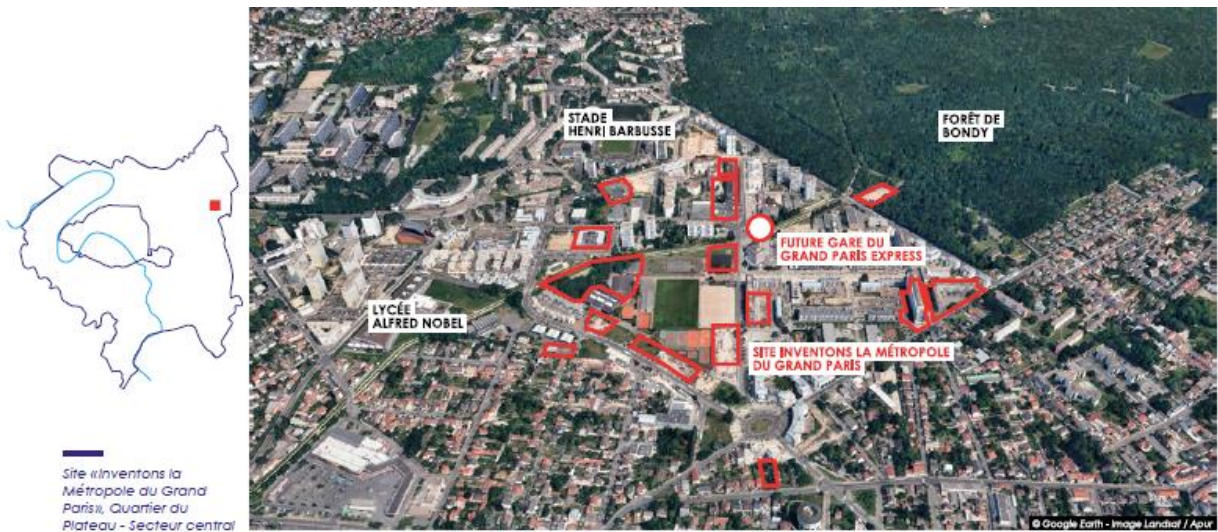 STADE
HENRI BARBUSSE
FORÊT DE
BONDY
FUTURE GARE DU
GRAND PARIS EXPRESS
LYCÉE
ALFRED NOBEL
SITE INVENTONS LA MÉTROPOLE
DU GRAND PARIS
Site «Inventons la
Métropole du Grand
Paris», Quartier du
Plateau - Secteur central
© Google Earth - Image Landsat / Apur